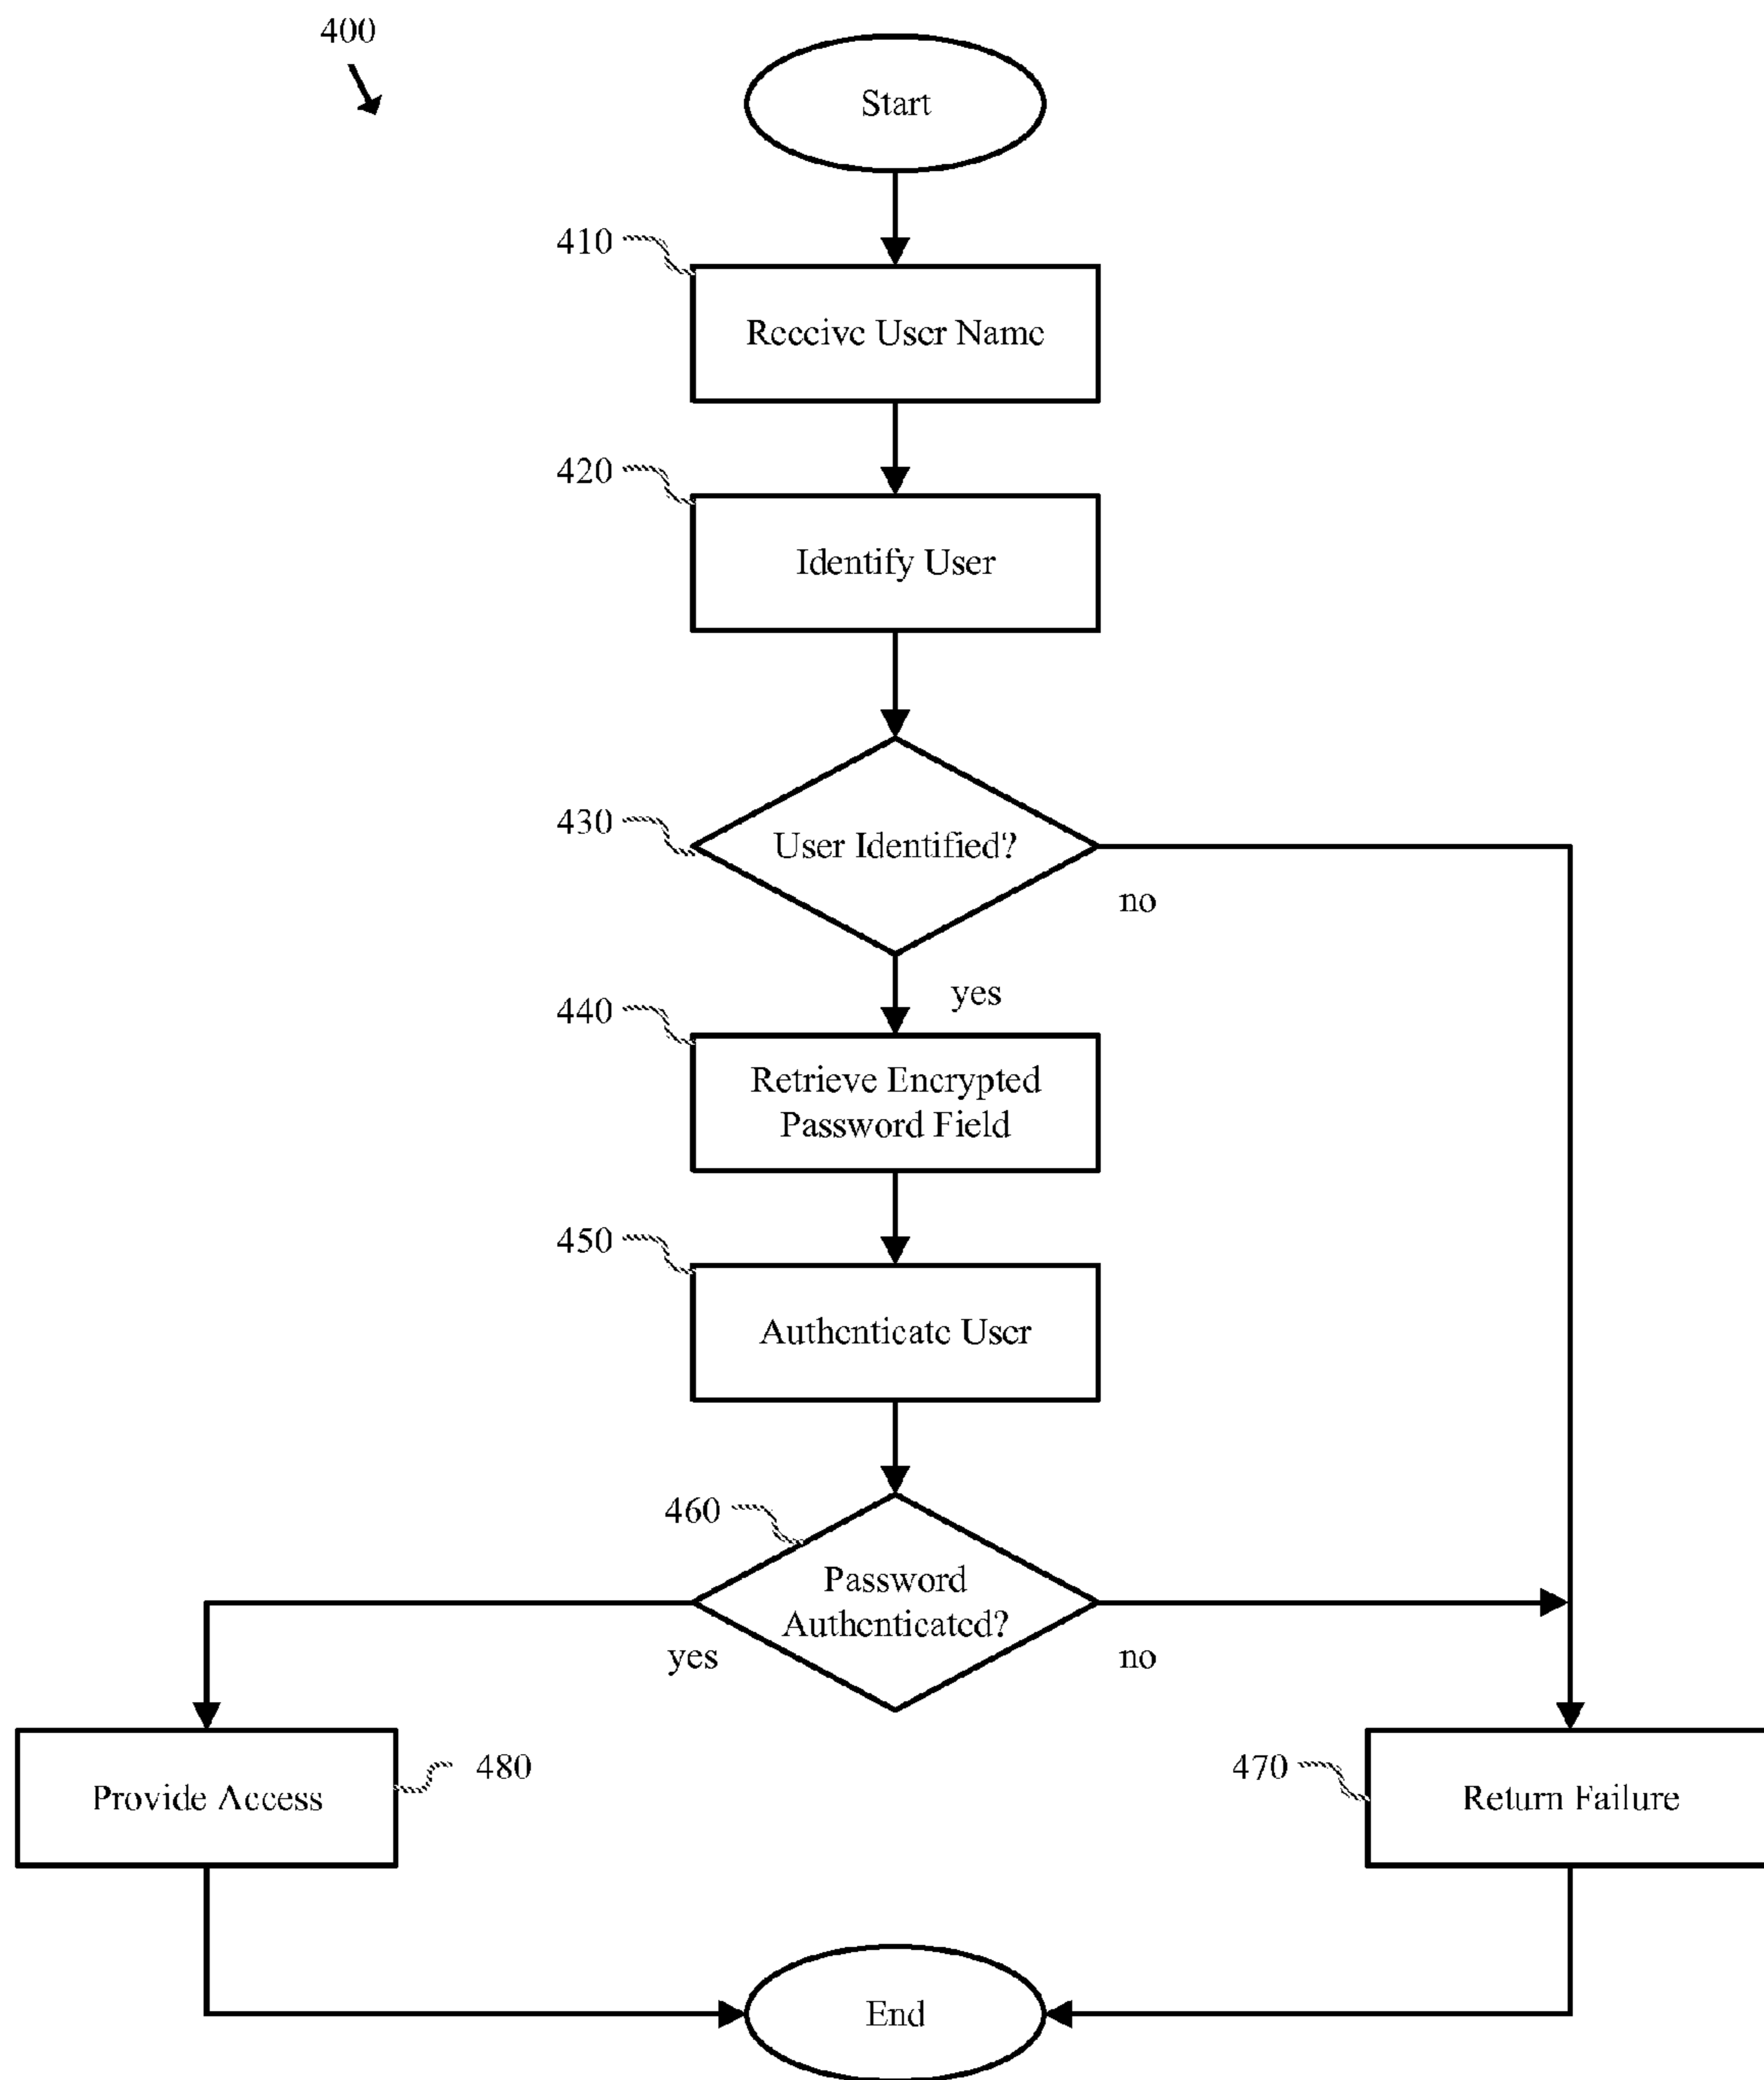 400
Start
410
Receive User Name
420
Identify User
430
User Identified?
no
yes
440
Retrieve Encrypted
Password Field
450
Authenticate User
460
Password
Authenticated?
yes
no
Provide Access
480
470
Return Failure
End